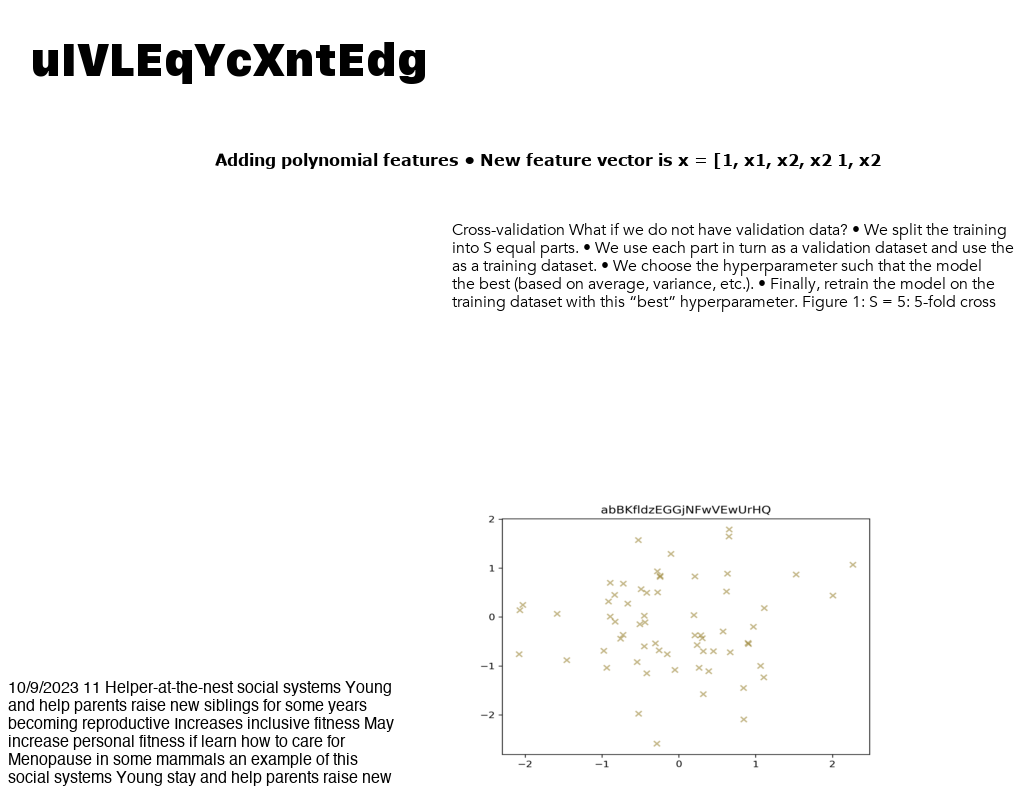 uIVLEqYcXntEdg
Adding polynomial features • New feature vector is x = [1, x1, x2, x2 1, x2
Cross-validation What if we do not have validation data? • We split the training
into S equal parts. • We use each part in turn as a validation dataset and use the
as a training dataset. • We choose the hyperparameter such that the model
the best (based on average, variance, etc.). • Finally, retrain the model on the
training dataset with this “best” hyperparameter. Figure 1: S = 5: 5-fold cross
abBKfldzEGGjNFwVEwUrHQ
2
1
0
−1
−2
−2 −1 0 1 2
10/9/2023 11 Helper-at-the-nest social systems Young
and help parents raise new siblings for some years
becoming reproductive Increases inclusive fitness May
increase personal fitness if learn how to care for
Menopause in some mammals an example of this
social systems Young stay and help parents raise new